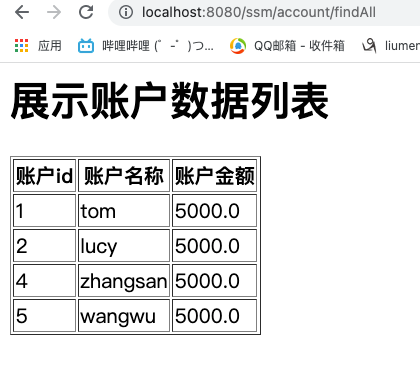 localhost:8080/ssm/account/findAll
应用 哔哩哔哩 (゜-゜)つ... QQ邮箱 - 收件箱 liumen
展示账户数据列表
账户id 账户名称 账户金额
1 tom 5000.0
2 lucy 5000.0
4 zhangsan 5000.0
5 wangwu 5000.0